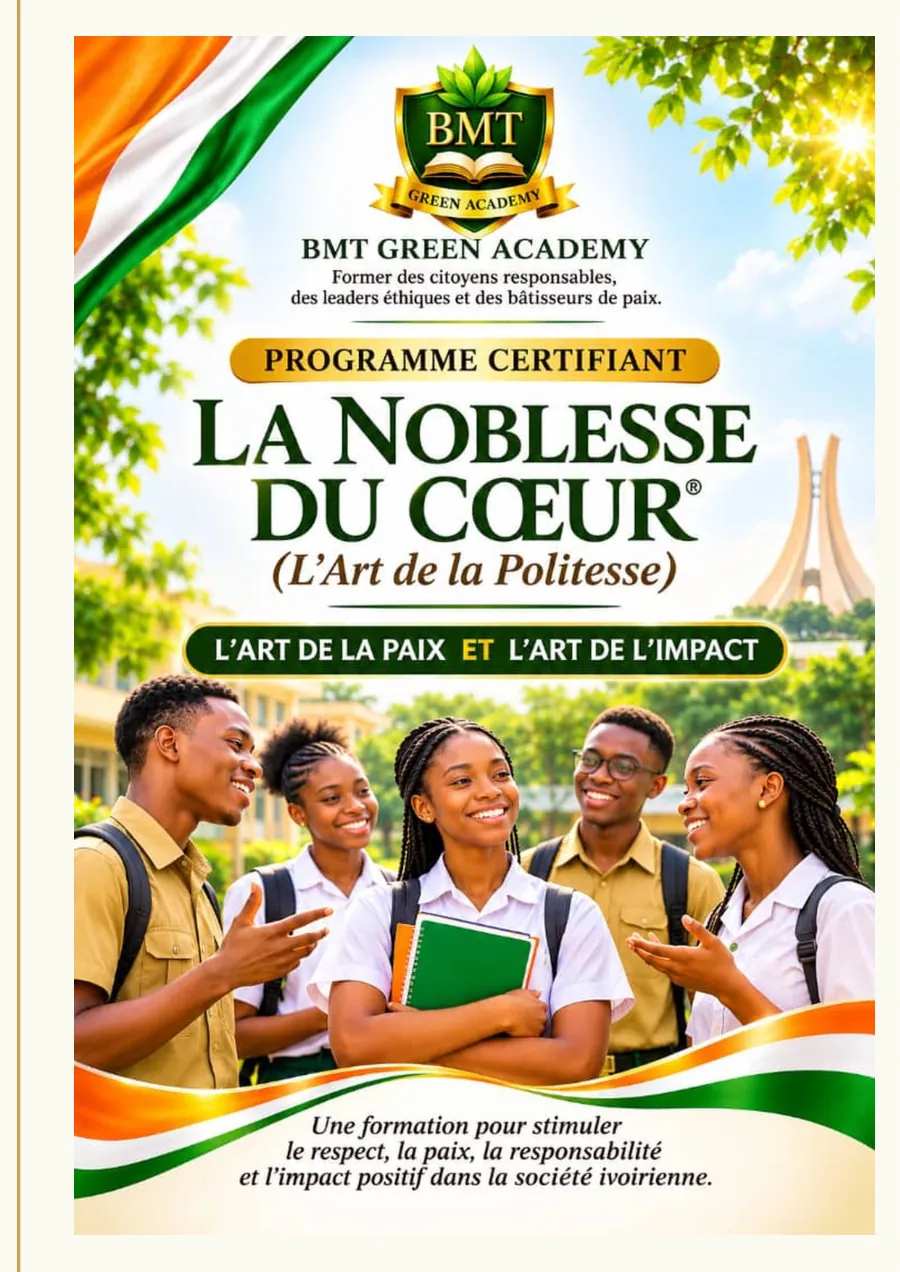 BMT
GREEN ACADEMY
BMT GREEN ACADEMY
Former des citoyens responsables,
des leaders éthiques et des bâtisseurs de paix.
PROGRAMME CERTIFIANT
LA NOBLESSE
DU CŒUR®
(L'Art de la Politesse)
L'ART DE LA PAIX ET L'ART DE L'IMPACT
Une formation pour stimuler
le respect, la paix, la responsabilité
et l'impact positif dans la société ivoirienne.